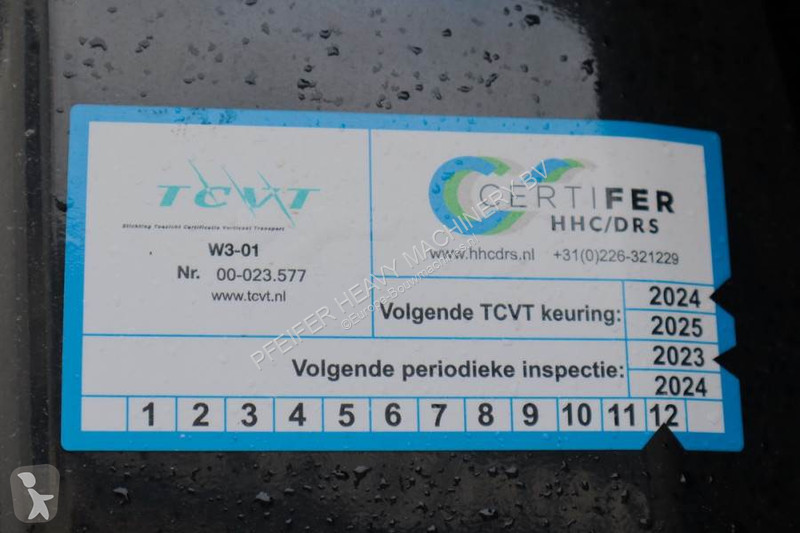 TCVT
Stichting Toezicht Certificatie Verticaal Transport
W3-01
Nr. 00-023.577
www.tcvt.nl
CERTIFER
HHC/DRS
www.hhcdrs.nl +31(0)226-321229
Volgende TCVT keuring:
2024
2025
Volgende periodieke inspectie:
2023
2024
1 2 3 4 5 6 7 8 9 10 11 12
PFEIFER HEAVY MACHINERY BV